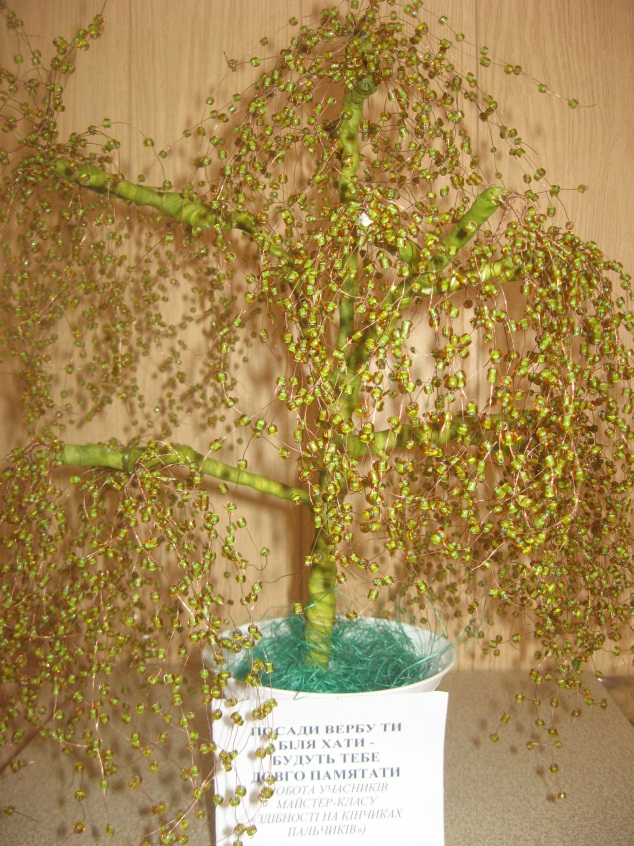 ПОСАДИ ВЕРБУ ТИ
БІЛЯ ХАТИ -
БУДУТЬ ТЕБЕ
ДОВГО ПАМЯТАТИ
(РОБОТА УЧАСНИКІВ
МАЙСТЕР-КЛАСУ
«ЗДІБНОСТІ НА КІНЧИКАХ
ПАЛЬЧИКІВ»)